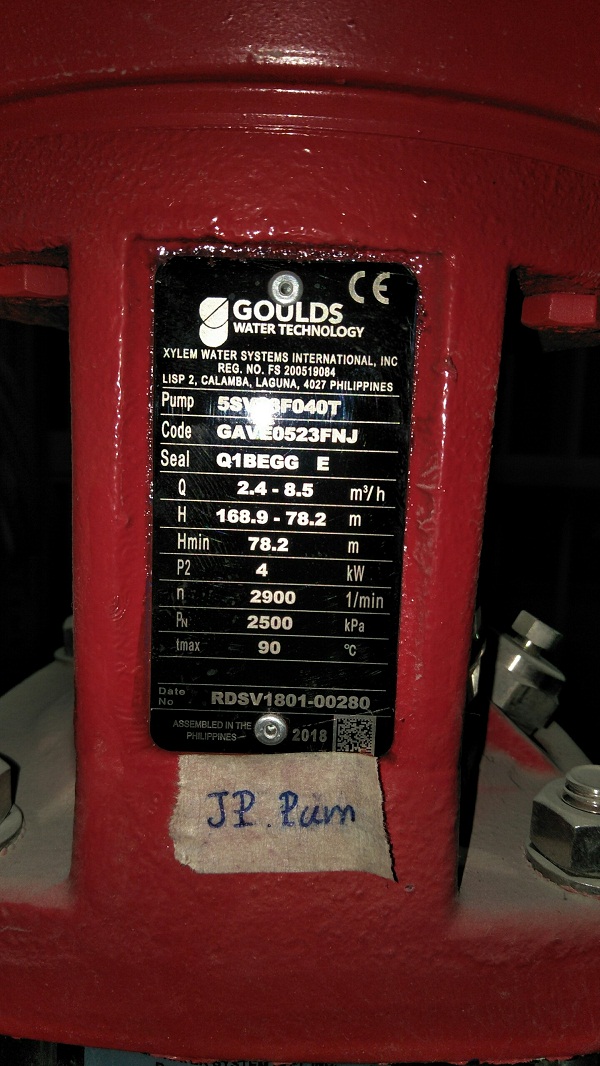 CE
GOULDS
WATER TECHNOLOGY
XYLEM WATER SYSTEMS INTERNATIONAL, INC
REG. NO. FS 200519084
LISP 2, CALAMBA, LAGUNA, 4027 PHILIPPINES
Pump
Code GAVE0523FNJ
Seal Q1BEGG E
Q 2.4 - 8.5 m³/h
H 168.9 - 78.2 m
Hmin 78.2 m
P2 4 kW
n 2900 1/min
PN 2500 kPa
tmax 90 °C
Date
No RDSV1801-00280
ASSEMBLED IN THE
PHILIPPINES 2018
JP. Pum